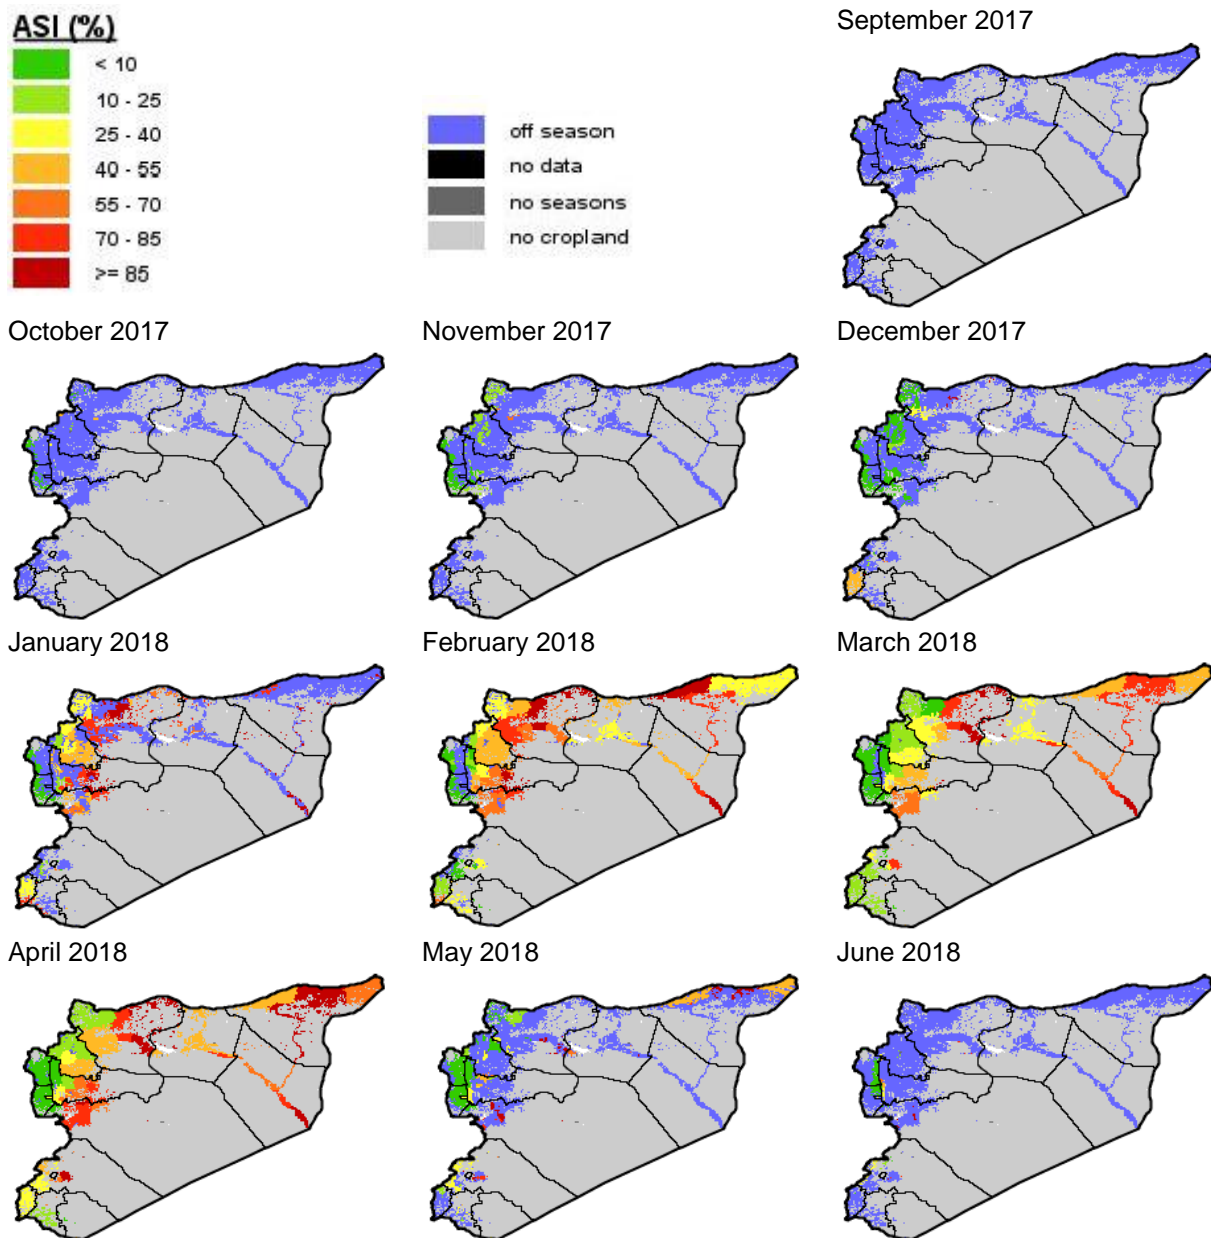 ASI (%)
< 10
10 - 25
25 - 40
40 - 55
55 - 70
70 - 85
>= 85
off season
no data
no seasons
no cropland
September 2017
October 2017
November 2017
December 2017
January 2018
February 2018
March 2018
April 2018
May 2018
June 2018